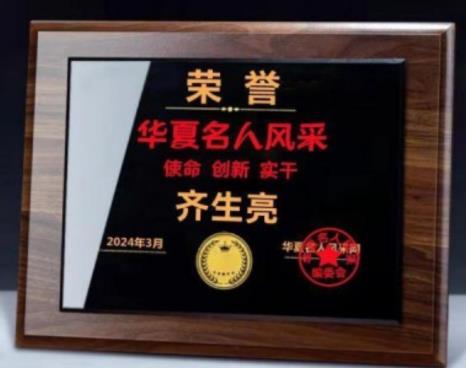 荣誉
华夏名人风采
使命 创新 实干
齐生亮
2024年3月
华夏名人风采网
编委会